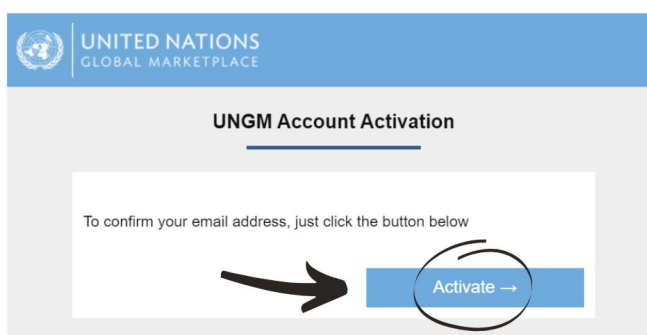 UNITED NATIONS
GLOBAL MARKETPLACE
UNGM Account Activation
To confirm your email address, just click the button below
Activate →